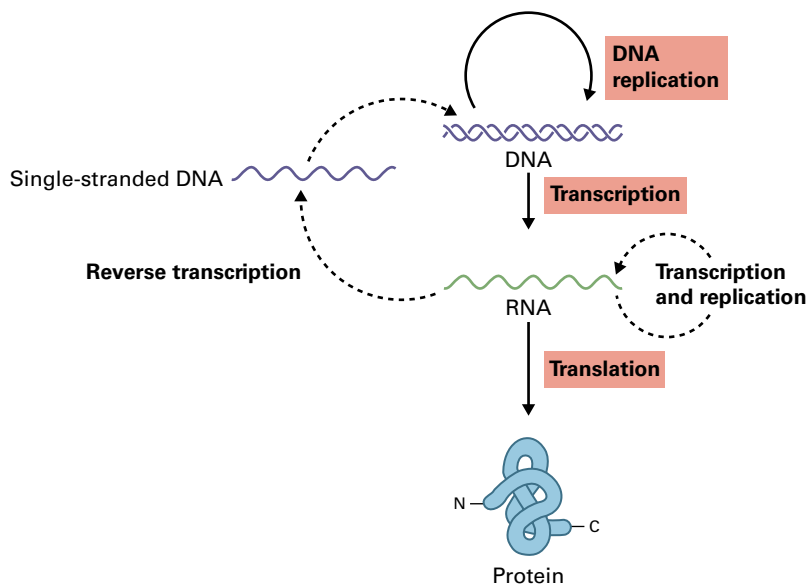 DNA
replication
DNA
Single-stranded DNA
Transcription
Reverse transcription
Transcription
and replication
RNA
Translation
N
C
Protein